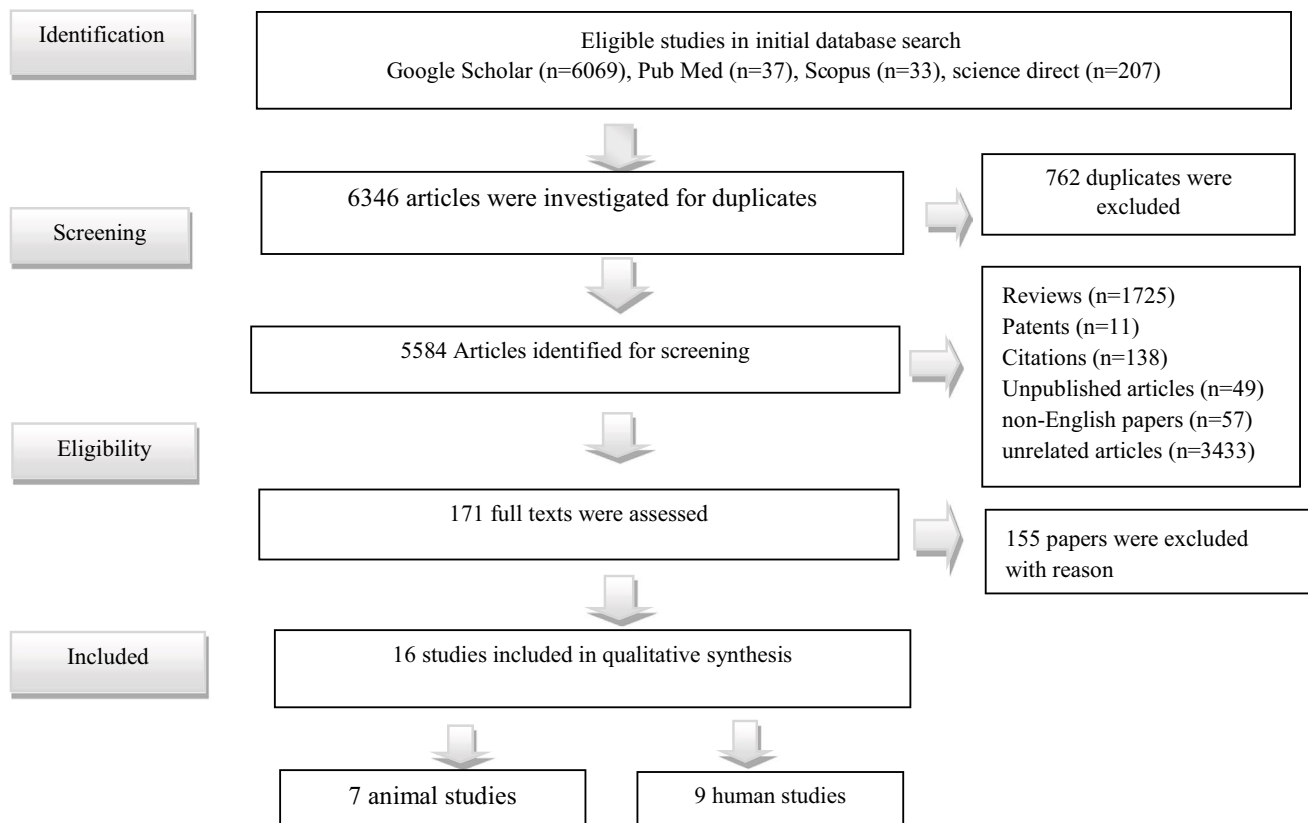 Identification
Eligible studies in initial database search
Google Scholar (n=6069), Pub Med (n=37), Scopus (n=33), science direct (n=207)
6346 articles were investigated for duplicates
762 duplicates were
excluded
Screening
5584 Articles identified for screening
Reviews (n=1725)
Patents (n=11)
Citations (n=138)
Unpublished articles (n=49)
non-English papers (n=57)
unrelated articles (n=3433)
Eligibility
171 full texts were assessed
155 papers were excluded
with reason
Included
16 studies included in qualitative synthesis
7 animal studies
9 human studies